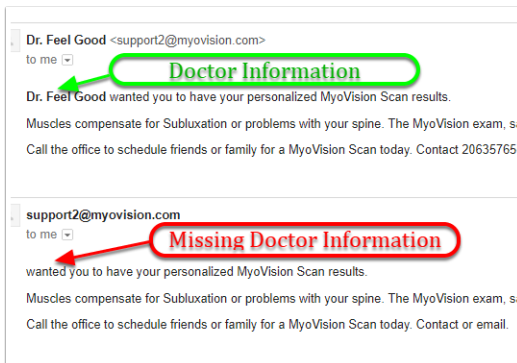 Dr. Feel Good <support2@myovision.com>
to me
Doctor Information
Dr. Feel Good wanted you to have your personalized MyoVision Scan results.
Muscles compensate for Subluxation or problems with your spine. The MyoVision exam,
Call the office to schedule friends or family for a MyoVision Scan today. Contact 20635765
support2@myovision.com
to me
Missing Doctor Information
wanted you to have your personalized MyoVision Scan results.
Muscles compensate for Subluxation or problems with your spine. The MyoVision exam,
Call the office to schedule friends or family for a MyoVision Scan today. Contact or email.